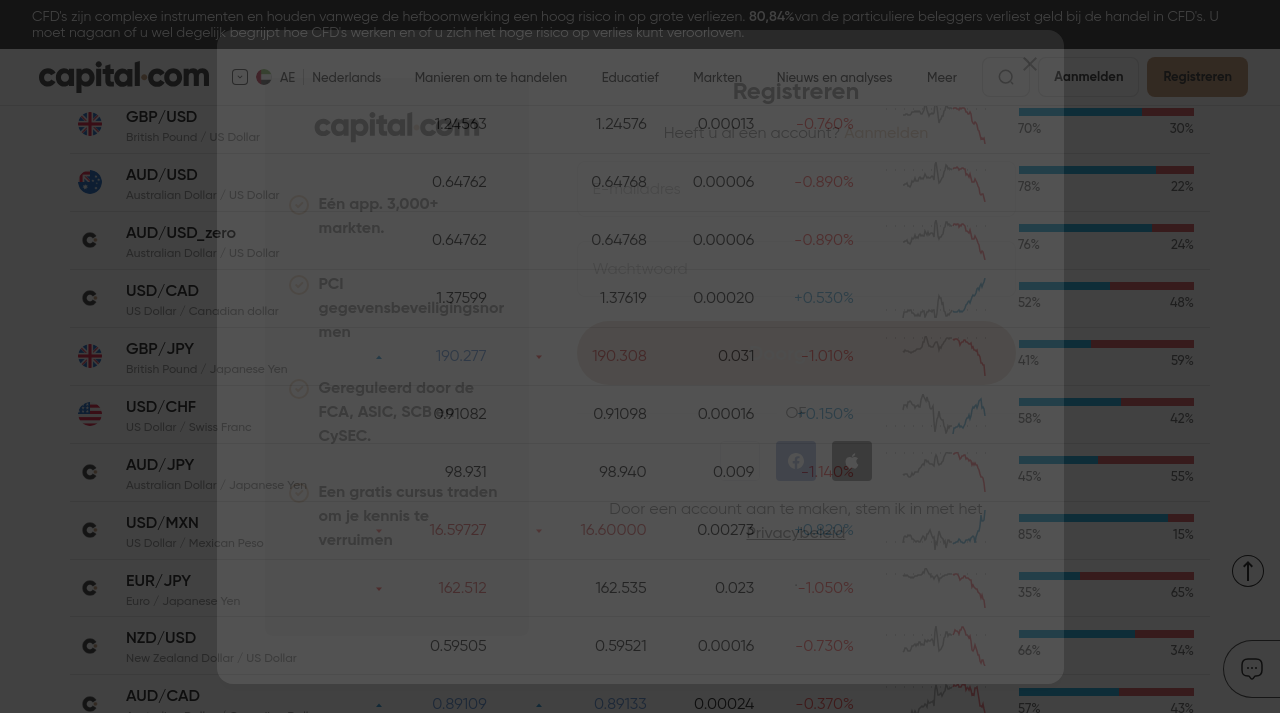 CFD's zijn complexe instrumenten en houden vanwege de hefboomwerking een hoog risico in op grote verliezen. 80,84%van de particuliere beleggers verliest geld bij de handel in CFD's. U
moet nagaan of u wel degelijk begrijpt hoe CFD's werken en of u zich het hoge risico op verlies kunt veroorloven.
capital.com AE Nederlands Manieren om te handelen Educatief Markten Nieuws en analyses Meer Aanmelden Registreren
Registreren
Heeft u al een account? Aanmelden
E-mailadres
Wachtwoord
OF
Door een account aan te maken, stem ik in met het
Privacybeleid
capital.com
Eén app. 3,000+
markten.
PCI
gegevensbeveiligingsnor
men
Gereguleerd door de
FCA, ASIC, SCB en
CySEC.
Een gratis cursus traden
om je kennis te
verruimen
GBP/USD 1.24563 1.24576 0.00013 -0.760%
British Pound / US Dollar 70% 30%
AUD/USD 0.64762 0.64768 0.00006 -0.890%
Australian Dollar / US Dollar 78% 22%
AUD/USD_zero 0.64762 0.64768 0.00006 -0.890%
Australian Dollar / US Dollar 76% 24%
USD/CAD 1.37599 1.37619 0.00020 +0.530%
US Dollar / Canadian dollar 52% 48%
GBP/JPY 190.277 190.308 0.031 -1.010%
British Pound / Japanese Yen 41% 59%
USD/CHF 0.91082 0.91098 0.00016 +0.150%
US Dollar / Swiss Franc 58% 42%
AUD/JPY 98.931 98.940 0.009 -1.140%
Australian Dollar / Japanese Yen 45% 55%
USD/MXN 16.59727 16.60000 0.00273 +0.820%
US Dollar / Mexican Peso 85% 15%
EUR/JPY 162.512 162.535 0.023 -1.050%
Euro / Japanese Yen 35% 65%
NZD/USD 0.59505 0.59521 0.00016 -0.730%
New Zealand Dollar / US Dollar 66% 34%
AUD/CAD 0.89109 0.89133 0.00024 -0.370%
57% 43%